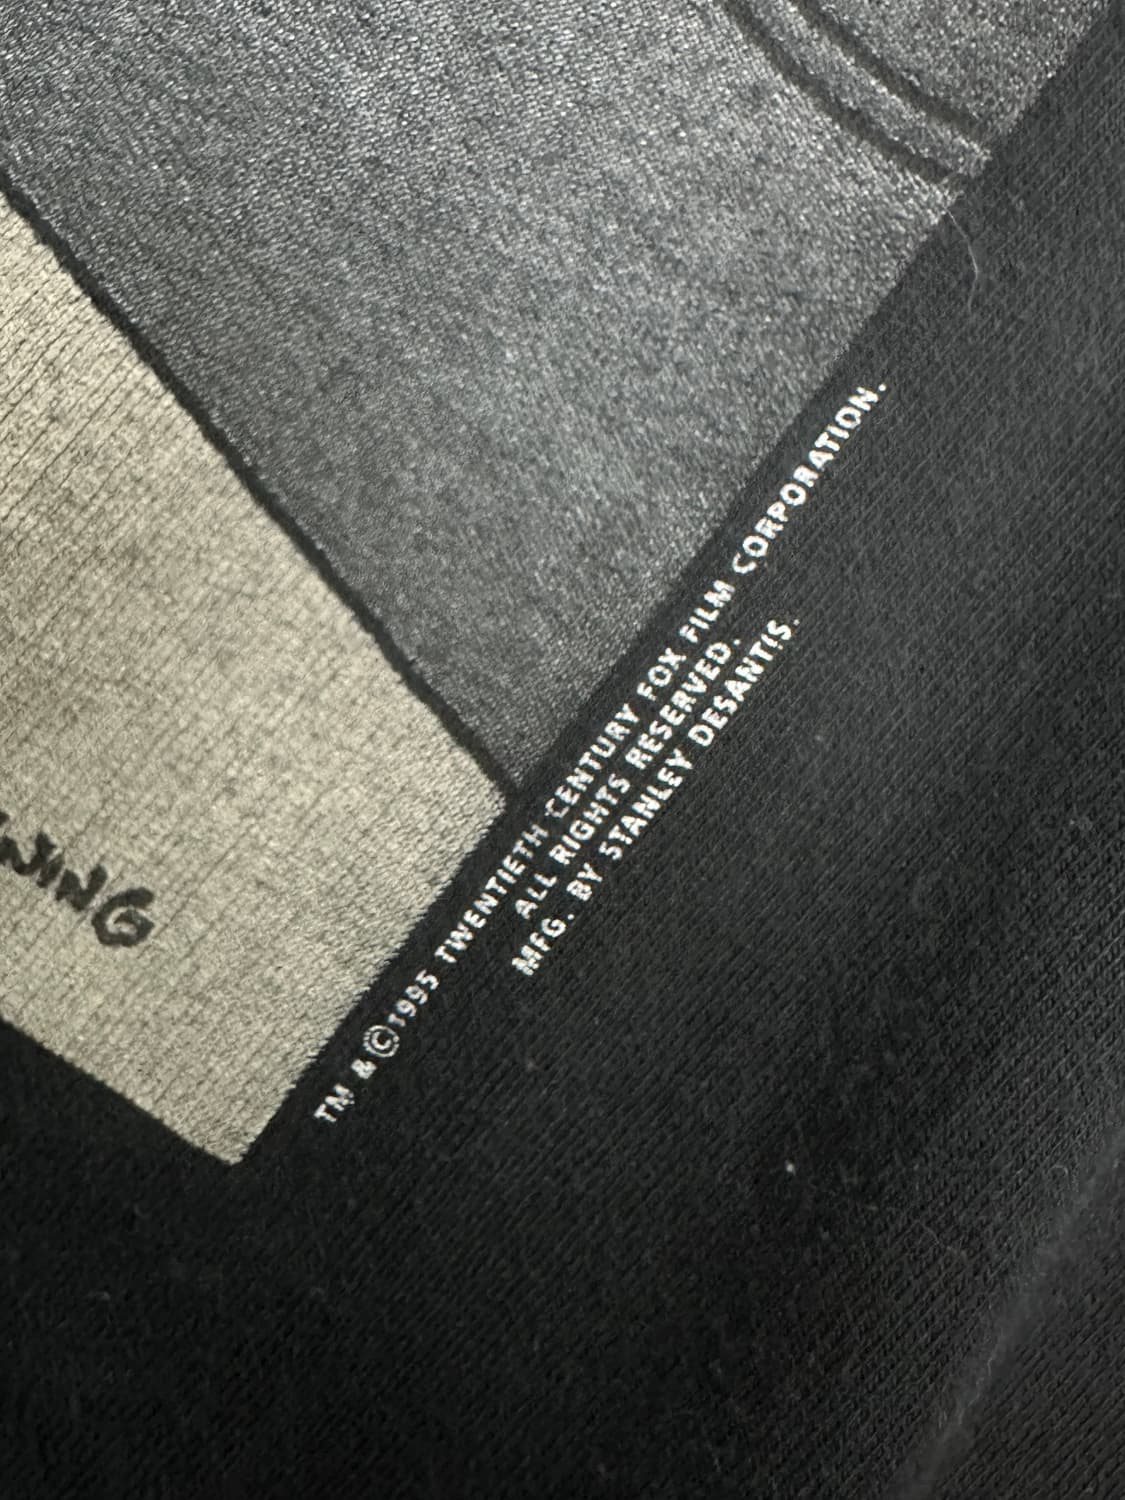 TM & ©1995 TWENTIETH CENTURY FOX FILM CORPORATION.
ALL RIGHTS RESERVED.
MFG. BY STANLEY DESANTIS.